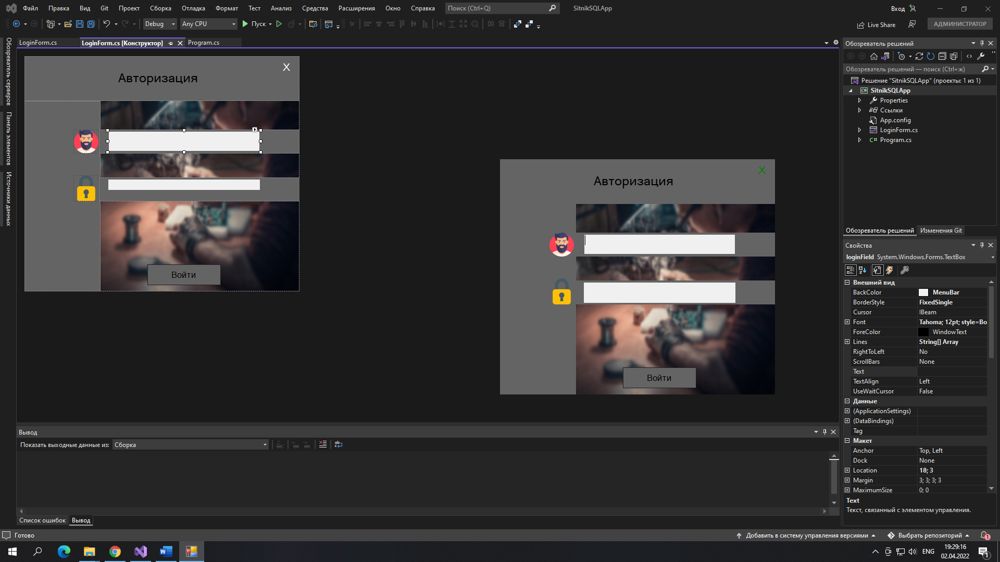 Файл Правка Вид Git Проект Сборка Отладка Формат Тест Анализ Средства Расширения Окно Справка Поиск (Ctrl+Q) SitnikSQLApp Вход
Debug Any CPU Пуск Live Share АДМИНИСТРАТОР
Обозреватель серверов
Панель элементов
Источники данных
LoginForm.cs LoginForm.cs [Конструктор] Program.cs
X
Авторизация
Войти
X
Авторизация
Войти
Обозреватель решений
Обозреватель решений — поиск (Ctrl+ж)
Решение "SitnikSQLApp" (проекты: 1 из 1)
C# SitnikSQLApp
Properties
Ссылки
App.config
LoginForm.cs
C# Program.cs
Обозреватель решений Изменения Git
Свойства
loginField System.Windows.Forms.TextBox
Внешний вид
BackColor MenuBar
BorderStyle FixedSingle
Cursor IBeam
Font Tahoma; 12pt; style=Bo
ForeColor WindowText
Lines String[] Array
RightToLeft No
ScrollBars None
Text
TextAlign Left
UseWaitCursor False
Данные
(ApplicationSettings)
(DataBindings)
Tag
Макет
Anchor Top, Left
Dock None
Location 18; 3
Margin 3; 3; 3; 3
MaximumSize 0; 0
Text
Текст, связанный с элементом управления.
Вывод
Показать выходные данные из: Сборка
Список ошибок Вывод
Готово Добавить в систему управления версиями Выбрать репозиторий 1
ENG 19:29:16
02.04.2022 1